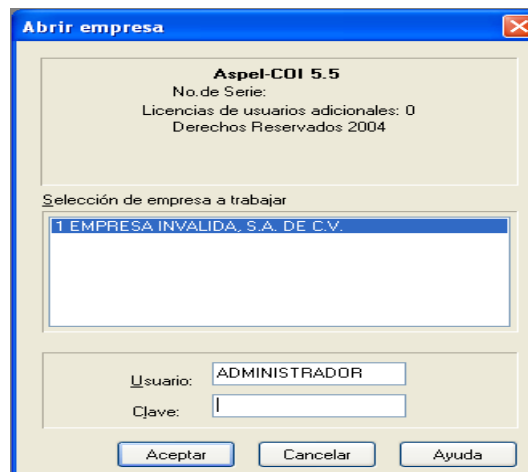 Abrir empresa
Aspel-COI 5.5
No.de Serie:
Licencias de usuarios adicionales: 0
Derechos Reservados 2004
Selección de empresa a trabajar
1 EMPRESA INVALIDA, S.A. DE C.V.
Usuario: ADMINISTRADOR
Clave:
Aceptar Cancelar Ayuda